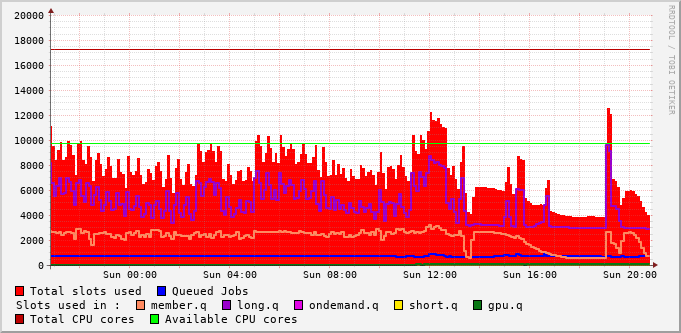 RRDTOOL / TOBI OETIKER
20000
18000
16000
14000
12000
10000
8000
6000
4000
2000
0
Sun 00:00 Sun 04:00 Sun 08:00 Sun 12:00 Sun 16:00 Sun 20:00
Total slots used Queued Jobs
Slots used in : member.q long.q ondemand.q short.q gpu.q
Total CPU cores Available CPU cores